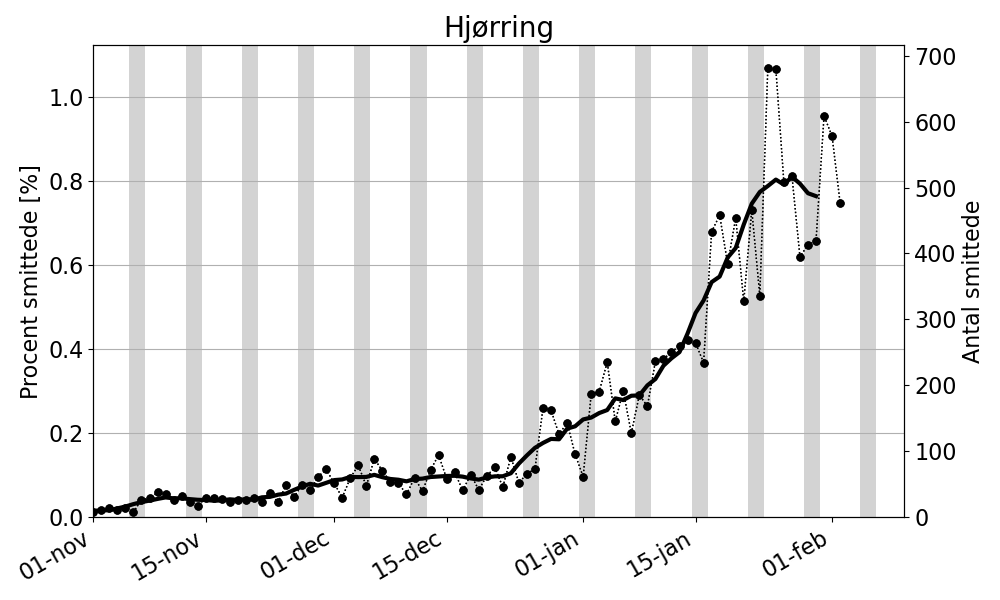 Hjørring
Procent smittede [%]
1.0
0.8
0.6
0.4
0.2
0.0
700
600
500
400
300
200
100
0
Antal smittede
01-nov
15-nov
01-dec
15-dec
01-jan
15-jan
01-feb